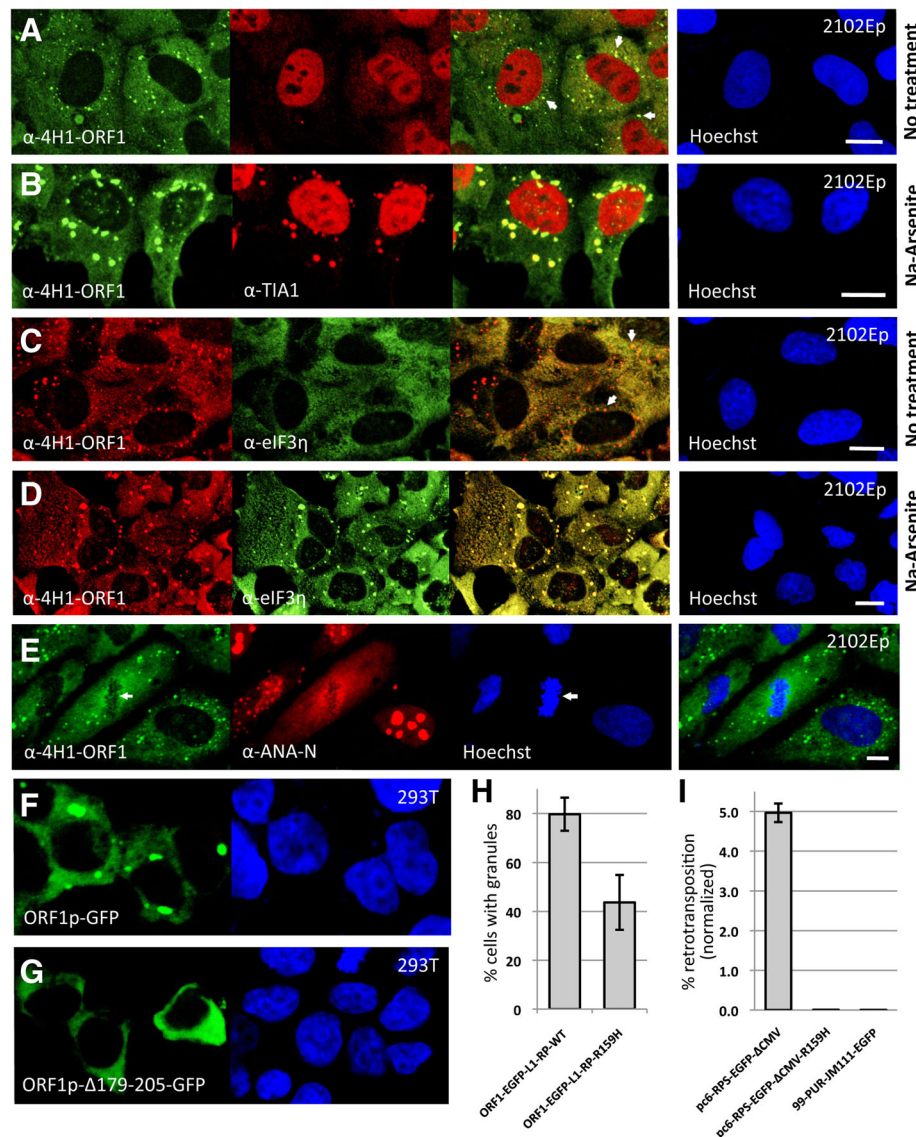 A
α-4H1-ORF1
2102Ep
Hoechst
No treatment
B
α-4H1-ORF1
α-TIA1
2102Ep
Hoechst
Na-Arsenite
C
α-4H1-ORF1
α-eIF3η
2102Ep
Hoechst
No treatment
D
α-4H1-ORF1
α-eIF3η
2102Ep
Hoechst
Na-Arsenite
E
α-4H1-ORF1
α-ANA-N
Hoechst
2102Ep
F
ORF1p-GFP
293T
G
ORF1p-Δ179-205-GFP
293T
H
% cells with granules
80
60
40
20
0
ORF1-EGFP-L1-RP-WT
ORF1-EGFP-L1-RP-R159H
I
% retrotransposition
(normalized)
5.0
4.0
3.0
2.0
1.0
0.0
pc6-RPS-EGFP-ΔCMV
pc6-RPS-EGFP-ΔCMV-R159H
99-PUR-JM111-EGFP